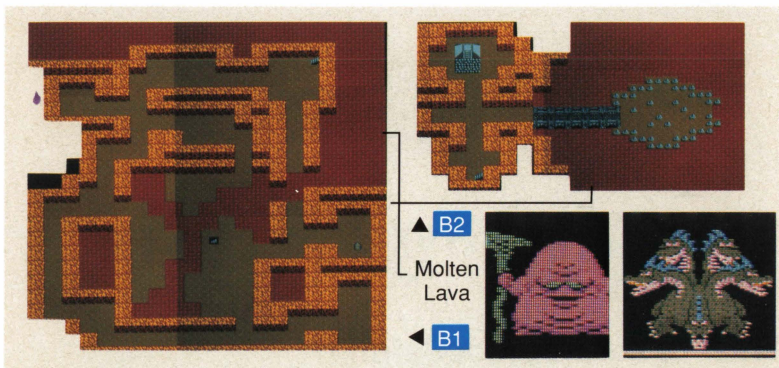 ▲ B2
Molten
Lava
◀ B1